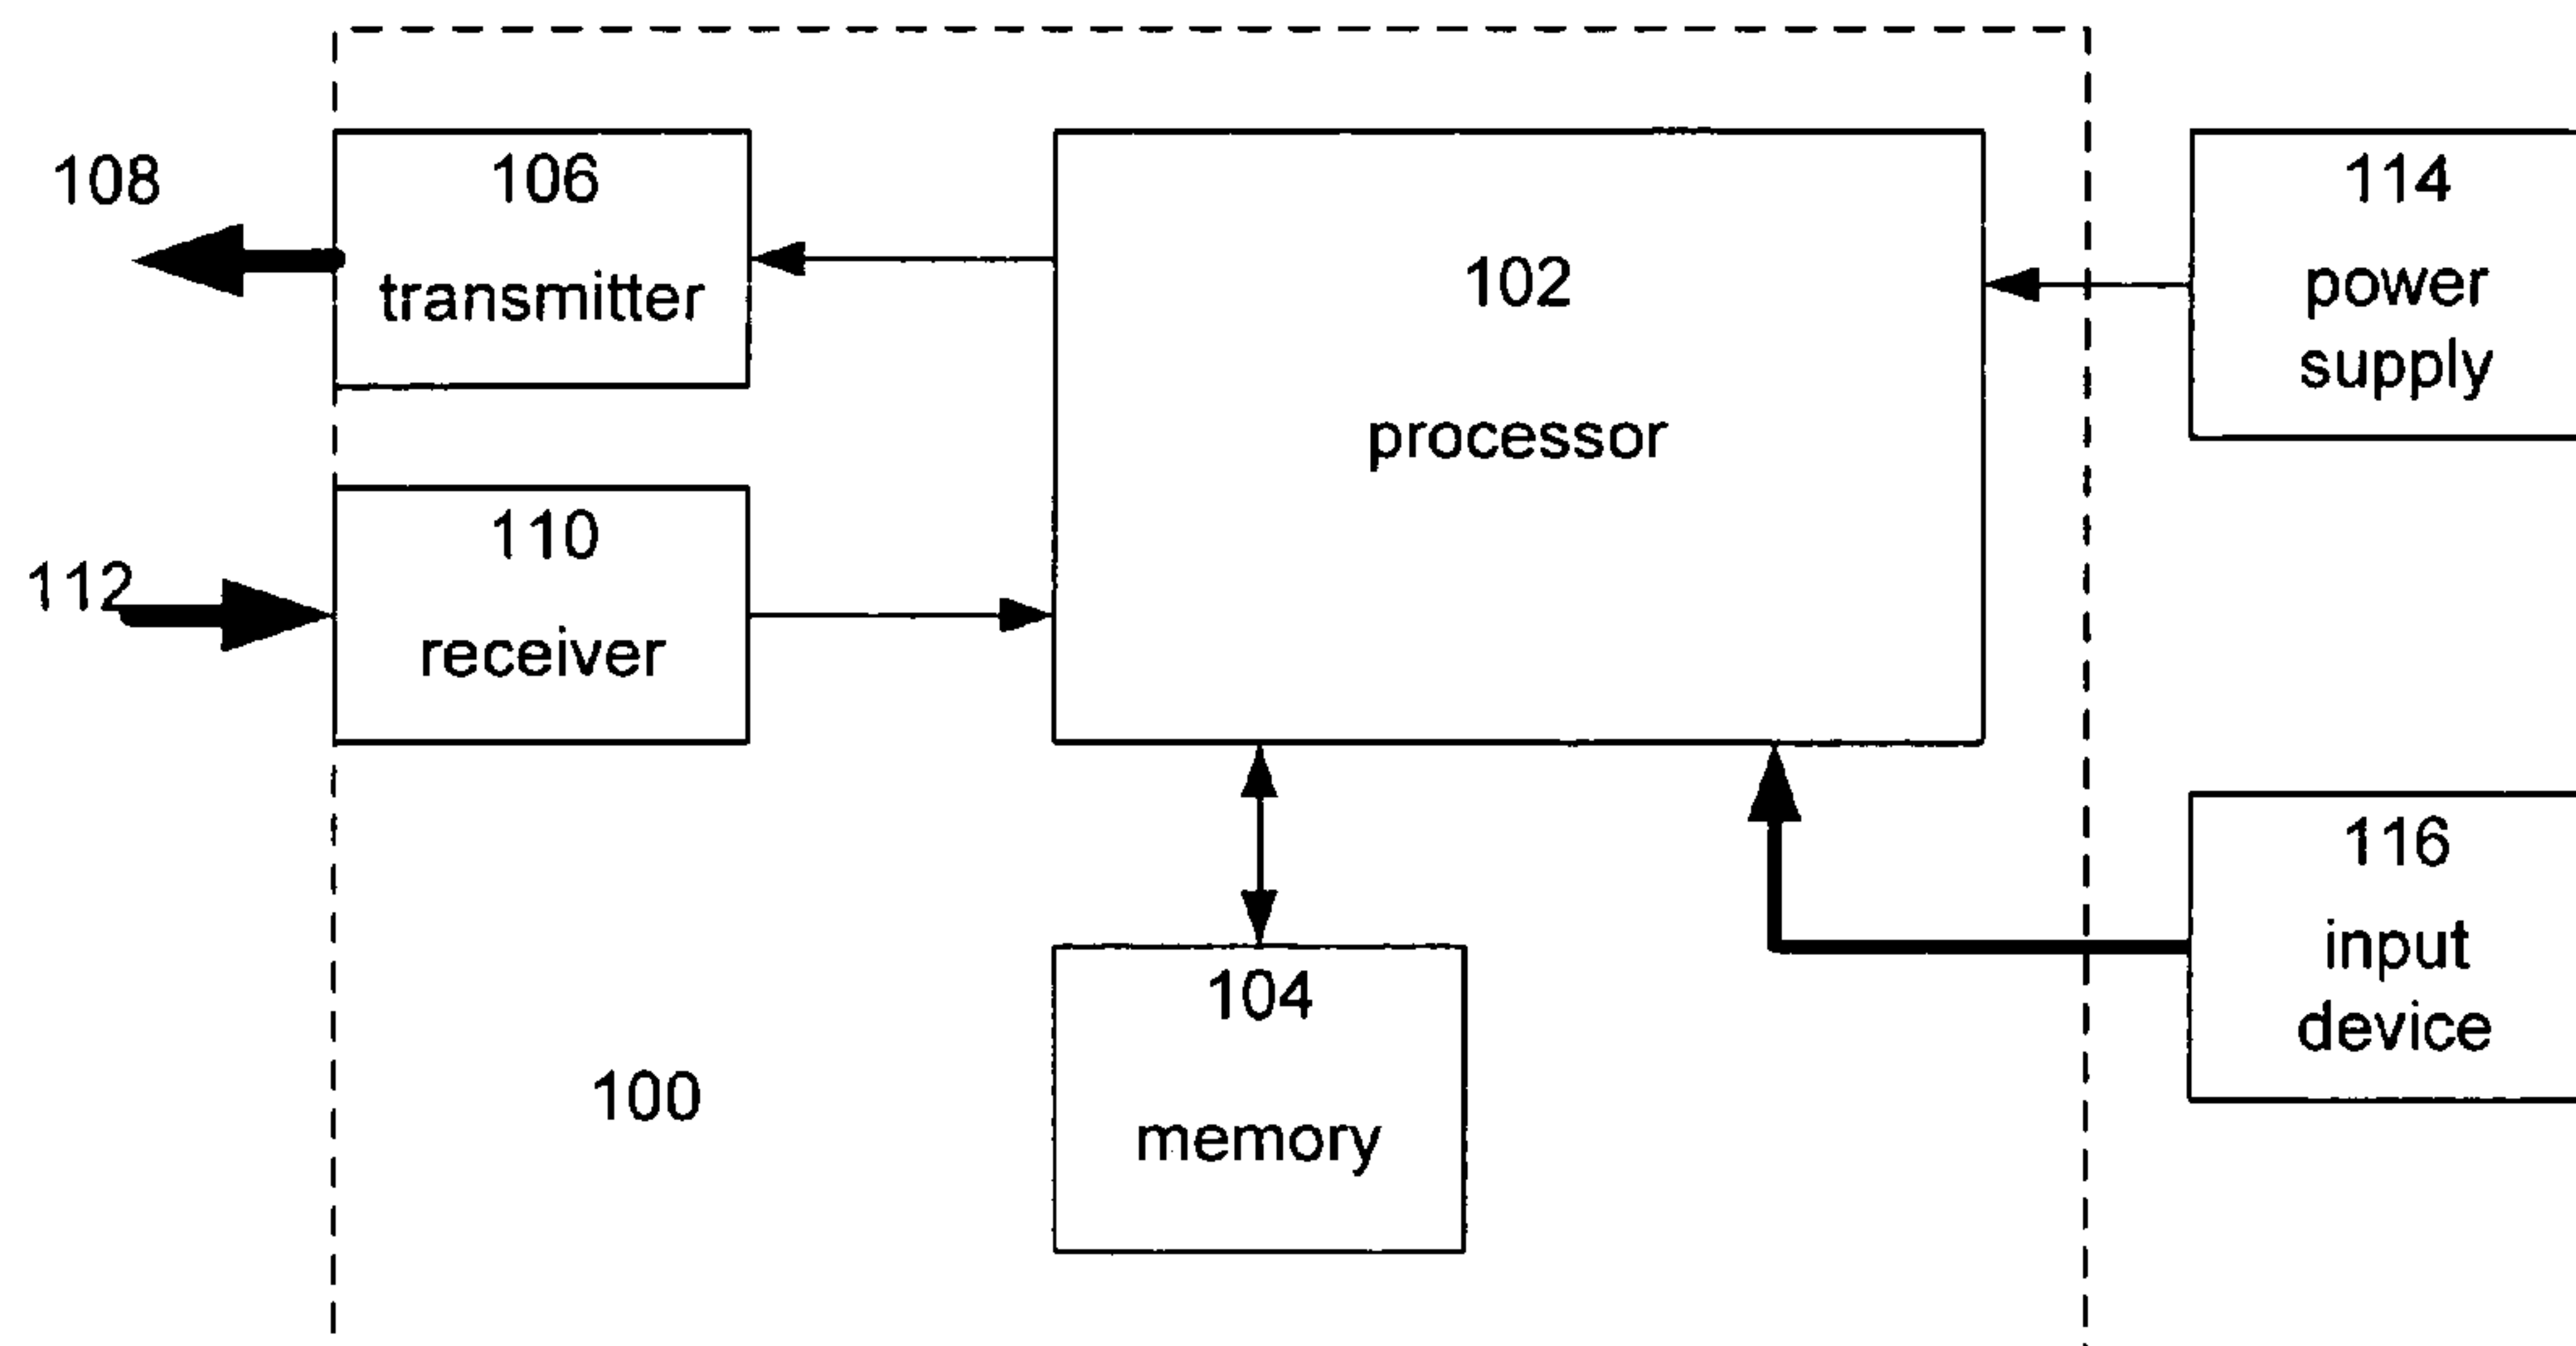 108
106
transmitter
102
processor
114
power
supply
112
110
receiver
116
input
device
104
memory
100